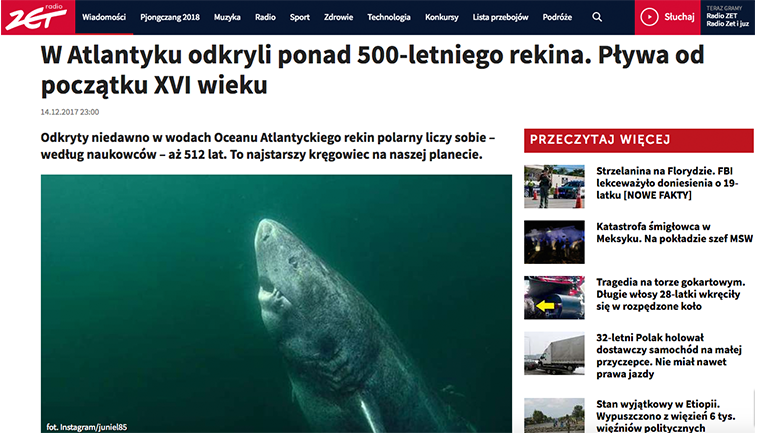 radio
ZET
Wiadomości Pjongczang 2018 Muzyka Radio Sport Zdrowie Technologia Konkursy Lista przebojów Podróże
Słuchaj
TERAZ GRAMY
Radio ZET
Radio Zet i juz
W Atlantyku odkryli ponad 500-letniego rekina. Pływa od
początku XVI wieku
14.12.2017 23:00
Odkryty niedawno w wodach Oceanu Atlantyckiego rekin polarny liczy sobie –
według naukowców – aż 512 lat. To najstarszy kręgowiec na naszej planecie.
fot. Instagram/juniel85
PRZECZYTAJ WIĘCEJ
Strzelanina na Florydzie. FBI
lekceważyło doniesienia o 19-
latku [NOWE FAKTY]
Katastrofa śmigłowca w
Meksyku. Na pokładzie szef MSW
Tragedia na torze gokartowym.
Długie włosy 28-latki wkręciły
się w rozpędzone koło
32-letni Polak holował
dostawczy samochód na małej
przyczepce. Nie miał nawet
prawa jazdy
Stan wyjątkowy w Etiopii.
Wypuszczono z więzień 6 tys.
więźniów politycznych